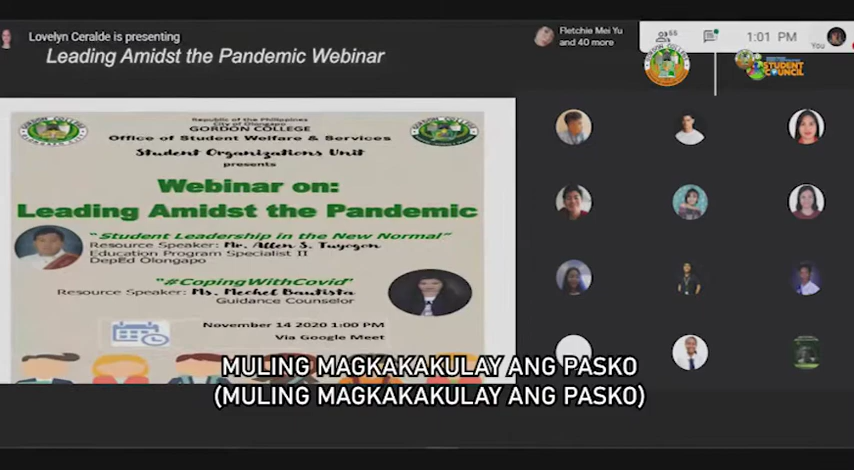 Lovelyn Ceralde is presenting
Leading Amidst the Pandemic Webinar
Fletchie Mei Yu
and 40 more
55
1:01 PM
You
GORDON COLLEGE
STUDENT
COUNCIL
Republic of the Philippines
City of Olongapo
GORDON COLLEGE
Office of Student Welfare & Services
Student Organizations Unit
presents
Webinar on:
Leading Amidst the Pandemic
"Student Leadership in the New Normal"
Resource Speaker: Mr. Allen S. Tuyogon
Education Program Specialist II
DepEd Olongapo
"#CopingWithCovid"
Resource Speaker: Ms. Mechel Bautista
Guidance Counselor
November 14 2020 1:00 PM
Via Google Meet
MULING MAGKAKAKULAY ANG PASKO
(MULING MAGKAKAKULAY ANG PASKO)